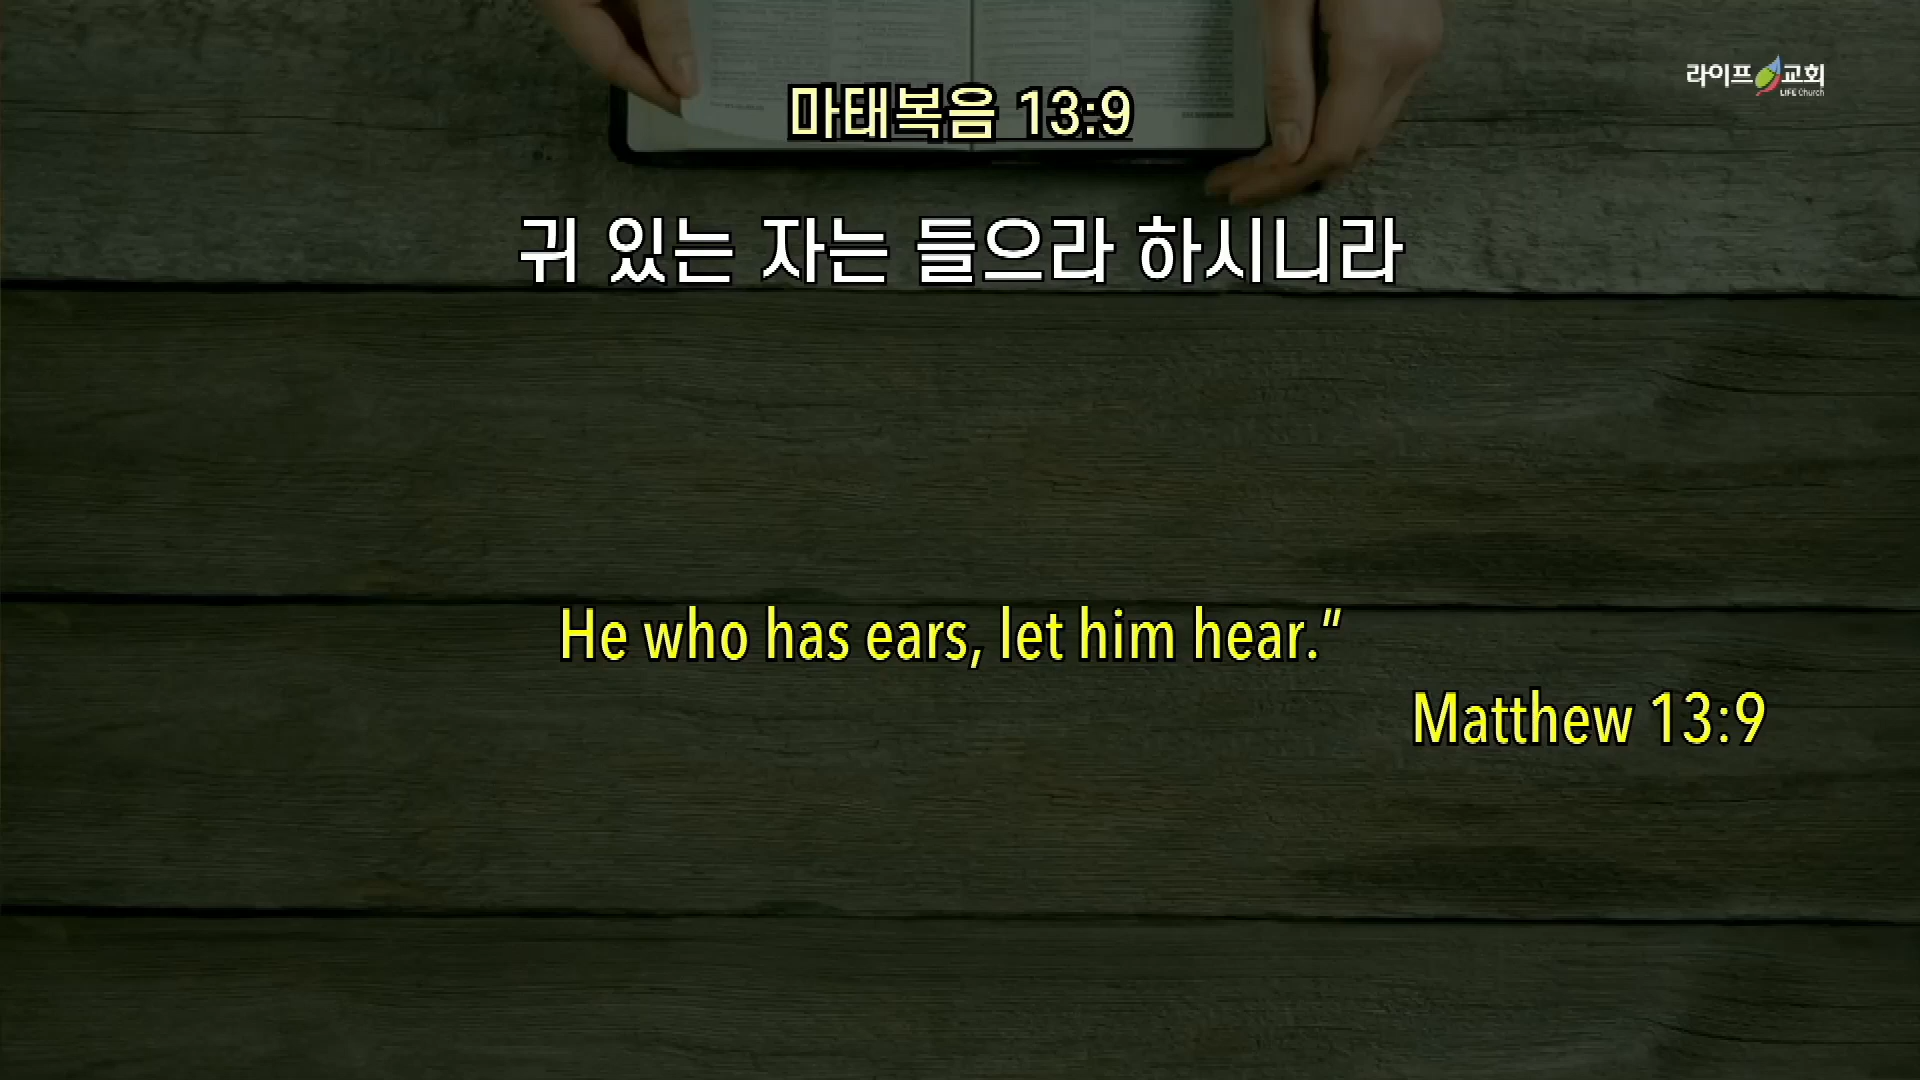 라이프교회
LIFE Church
마태복음 13:9
귀 있는 자는 들으라 하시니라
He who has ears, let him hear.”
Matthew 13:9